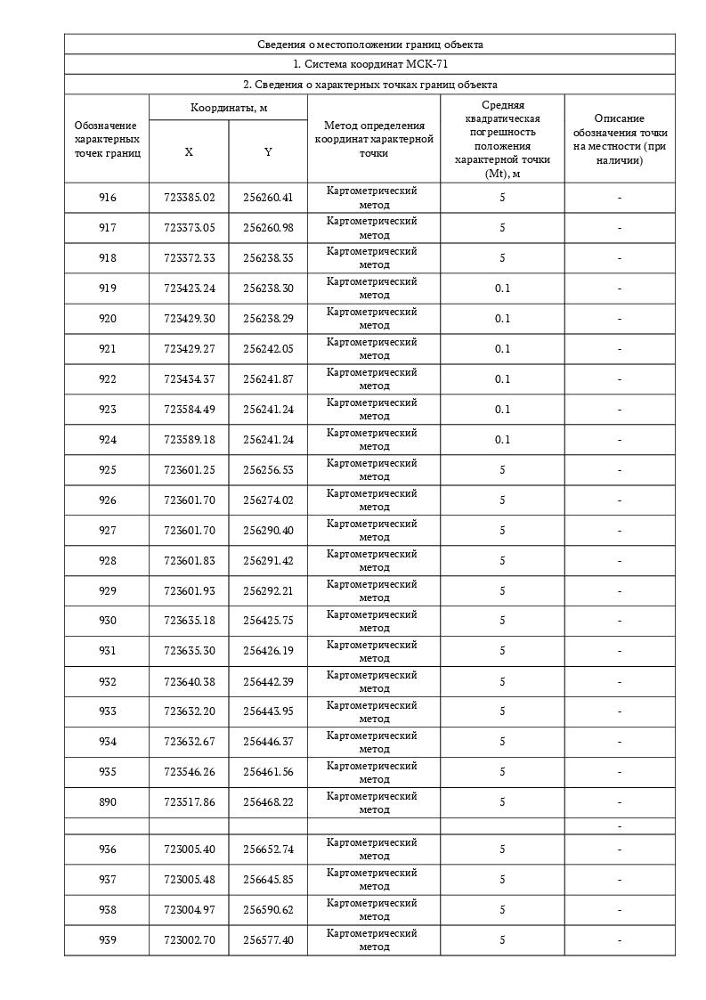 Сведения о местоположении границ объекта
1. Система координат МСК-71
2. Сведения о характерных точках границ объекта
Обозначение характерных точек границ | Координаты, м | Метод определения координат характерной точки | Средняя квадратическая погрешность положения характерной точки (Mt), м | Описание обозначения точки на местности (при наличии)
X | Y
916 | 723385.02 | 256260.41 | Картометрический метод | 5 | -
917 | 723373.05 | 256260.98 | Картометрический метод | 5 | -
918 | 723372.33 | 256238.35 | Картометрический метод | 5 | -
919 | 723423.24 | 256238.30 | Картометрический метод | 0.1 | -
920 | 723429.30 | 256238.29 | Картометрический метод | 0.1 | -
921 | 723429.27 | 256242.05 | Картометрический метод | 0.1 | -
922 | 723434.37 | 256241.87 | Картометрический метод | 0.1 | -
923 | 723584.49 | 256241.24 | Картометрический метод | 0.1 | -
924 | 723589.18 | 256241.24 | Картометрический метод | 0.1 | -
925 | 723601.25 | 256256.53 | Картометрический метод | 5 | -
926 | 723601.70 | 256274.02 | Картометрический метод | 5 | -
927 | 723601.70 | 256290.40 | Картометрический метод | 5 | -
928 | 723601.83 | 256291.42 | Картометрический метод | 5 | -
929 | 723601.93 | 256292.21 | Картометрический метод | 5 | -
930 | 723635.18 | 256425.75 | Картометрический метод | 5 | -
931 | 723635.30 | 256426.19 | Картометрический метод | 5 | -
932 | 723640.38 | 256442.39 | Картометрический метод | 5 | -
933 | 723632.20 | 256443.95 | Картометрический метод | 5 | -
934 | 723632.67 | 256446.37 | Картометрический метод | 5 | -
935 | 723546.26 | 256461.56 | Картометрический метод | 5 | -
890 | 723517.86 | 256468.22 | Картометрический метод | 5 | -
-
936 | 723005.40 | 256652.74 | Картометрический метод | 5 | -
937 | 723005.48 | 256645.85 | Картометрический метод | 5 | -
938 | 723004.97 | 256590.62 | Картометрический метод | 5 | -
939 | 723002.70 | 256577.40 | Картометрический метод | 5 | -